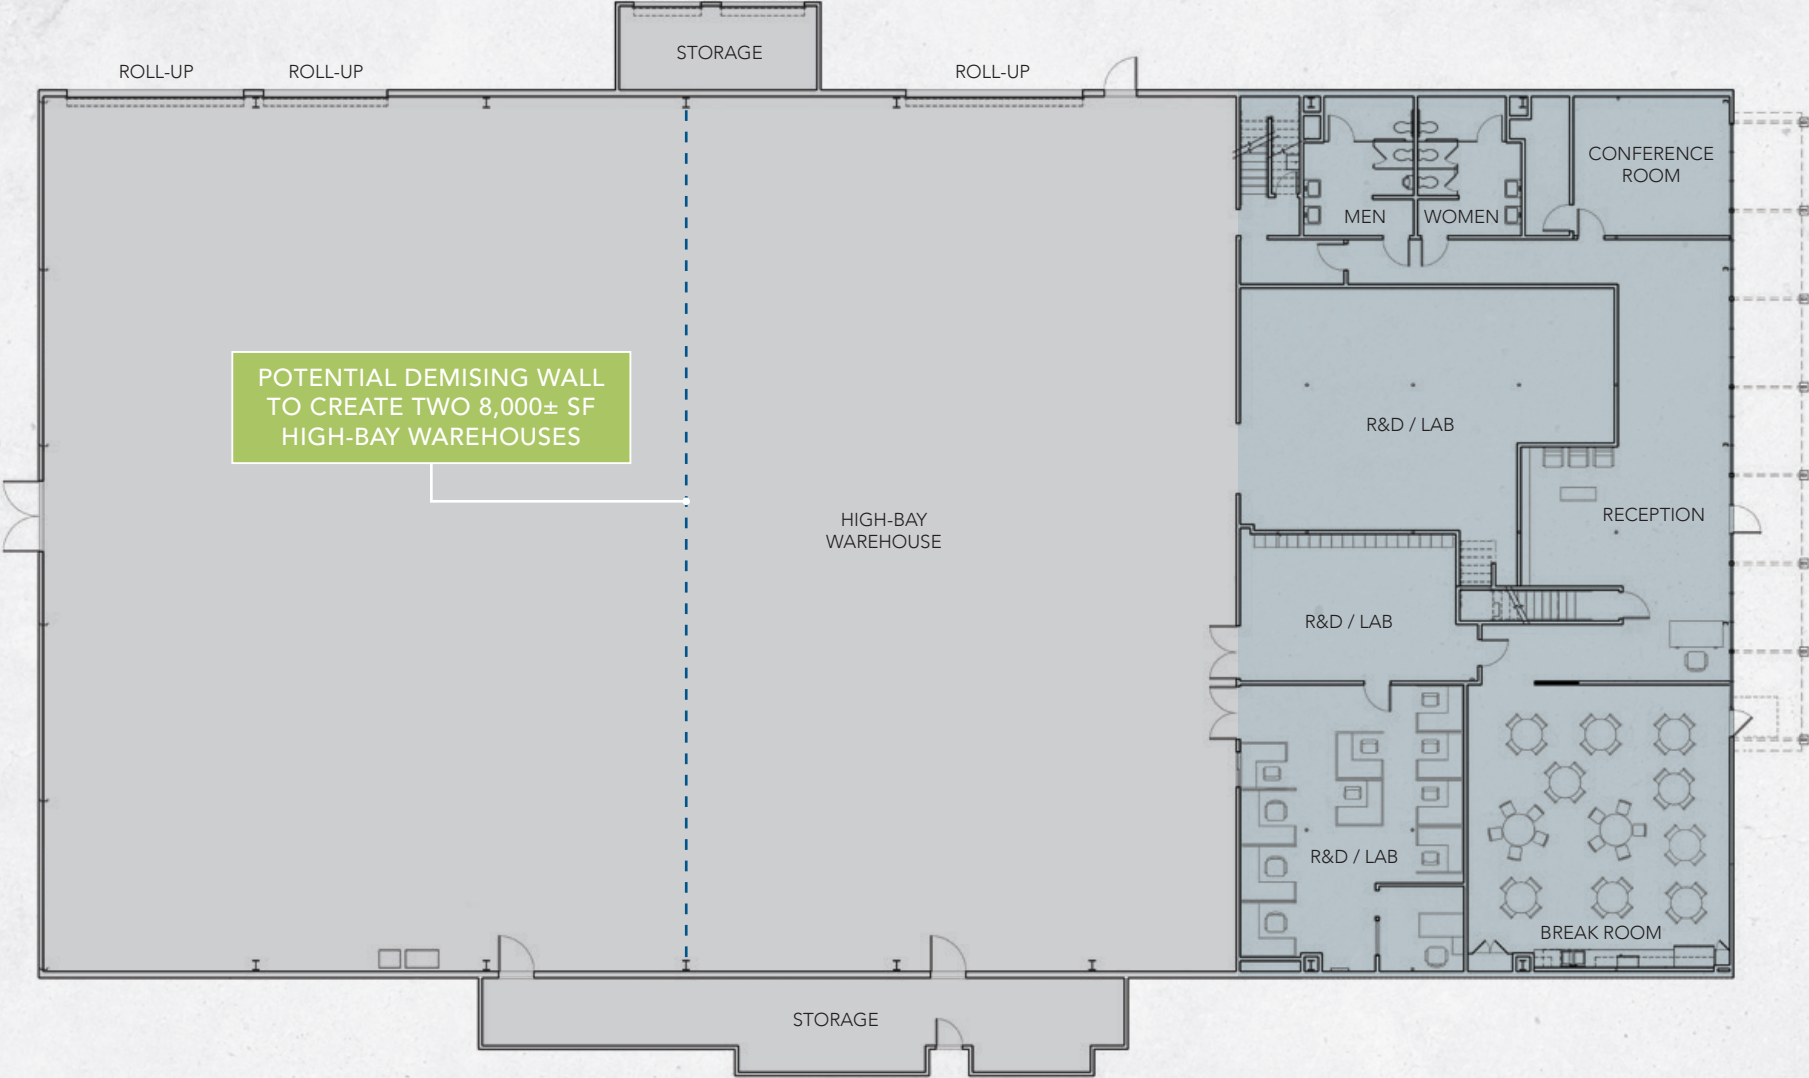 STORAGE
ROLL-UP
ROLL-UP
ROLL-UP
CONFERENCE
ROOM
MEN
WOMEN
POTENTIAL DEMISING WALL
TO CREATE TWO 8,000± SF
HIGH-BAY WAREHOUSES
R&D / LAB
HIGH-BAY
WAREHOUSE
RECEPTION
R&D / LAB
R&D / LAB
BREAK ROOM
STORAGE